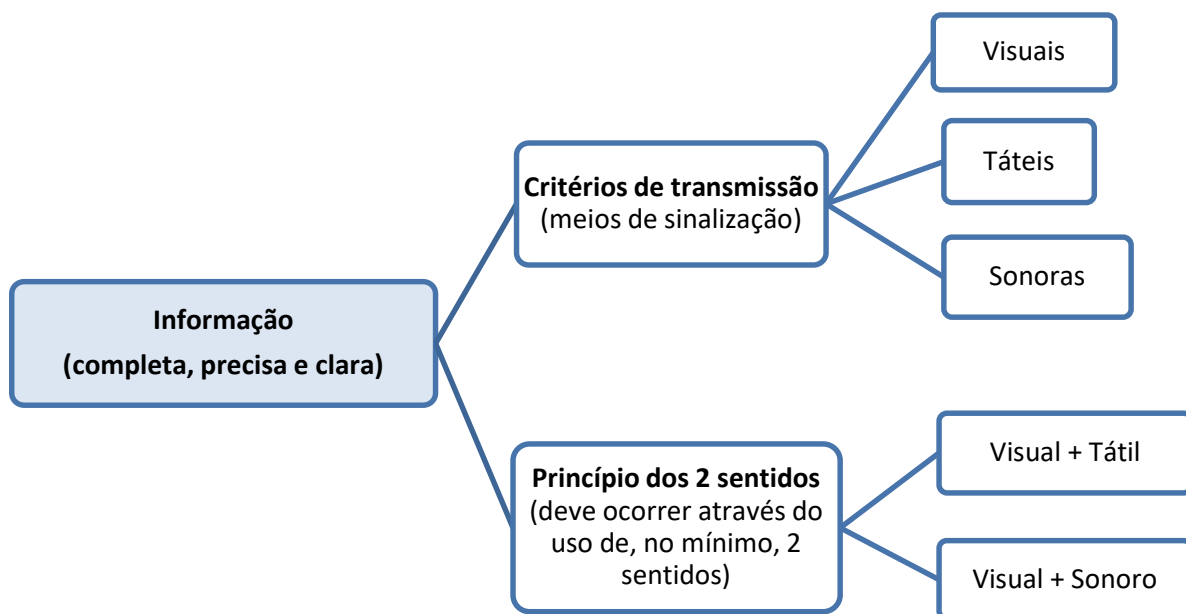 Informação
(completa, precisa e clara)
Critérios de transmissão
(meios de sinalização)
Visuais
Táteis
Sonoras
Princípio dos 2 sentidos
(deve ocorrer através do
uso de, no mínimo, 2
sentidos)
Visual + Tátil
Visual + Sonoro